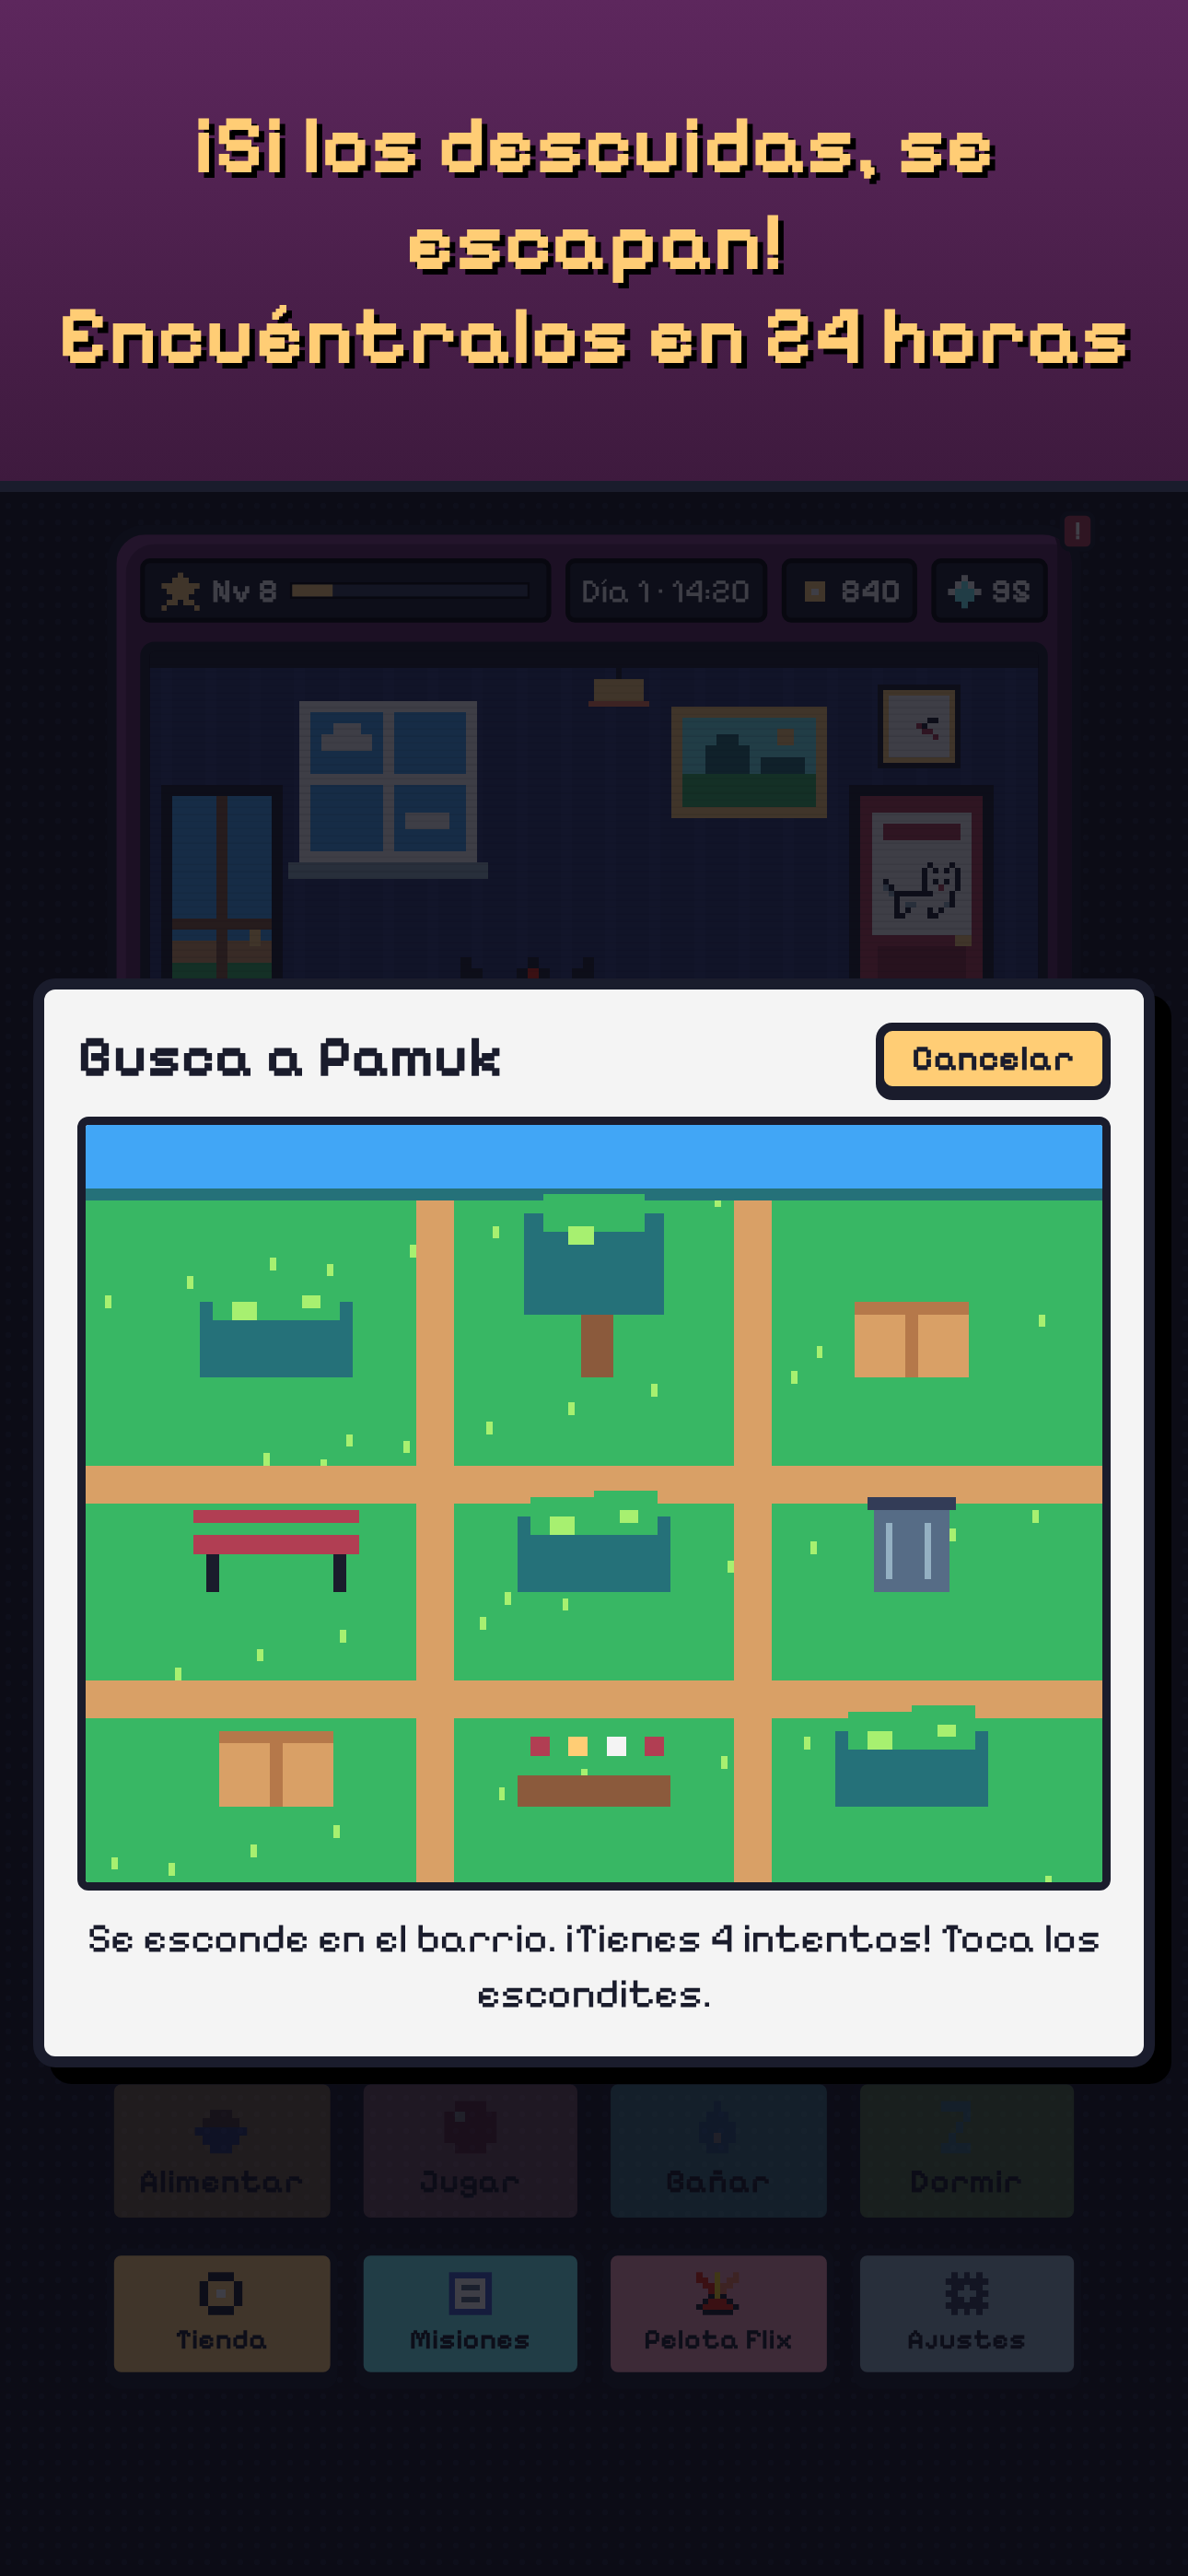 ¡Si los descuidas, se
escapan!
Encuéntralos en 24 horas
!
Nv 8
Día 1 · 14:20
840
98
Busca a Pamuk
Cancelar
Se esconde en el barrio. ¡Tienes 4 intentos! Toca los
escondites.
Alimentar
Jugar
Bañar
Dormir
Tienda
Misiones
Pelota Flix
Ajustes